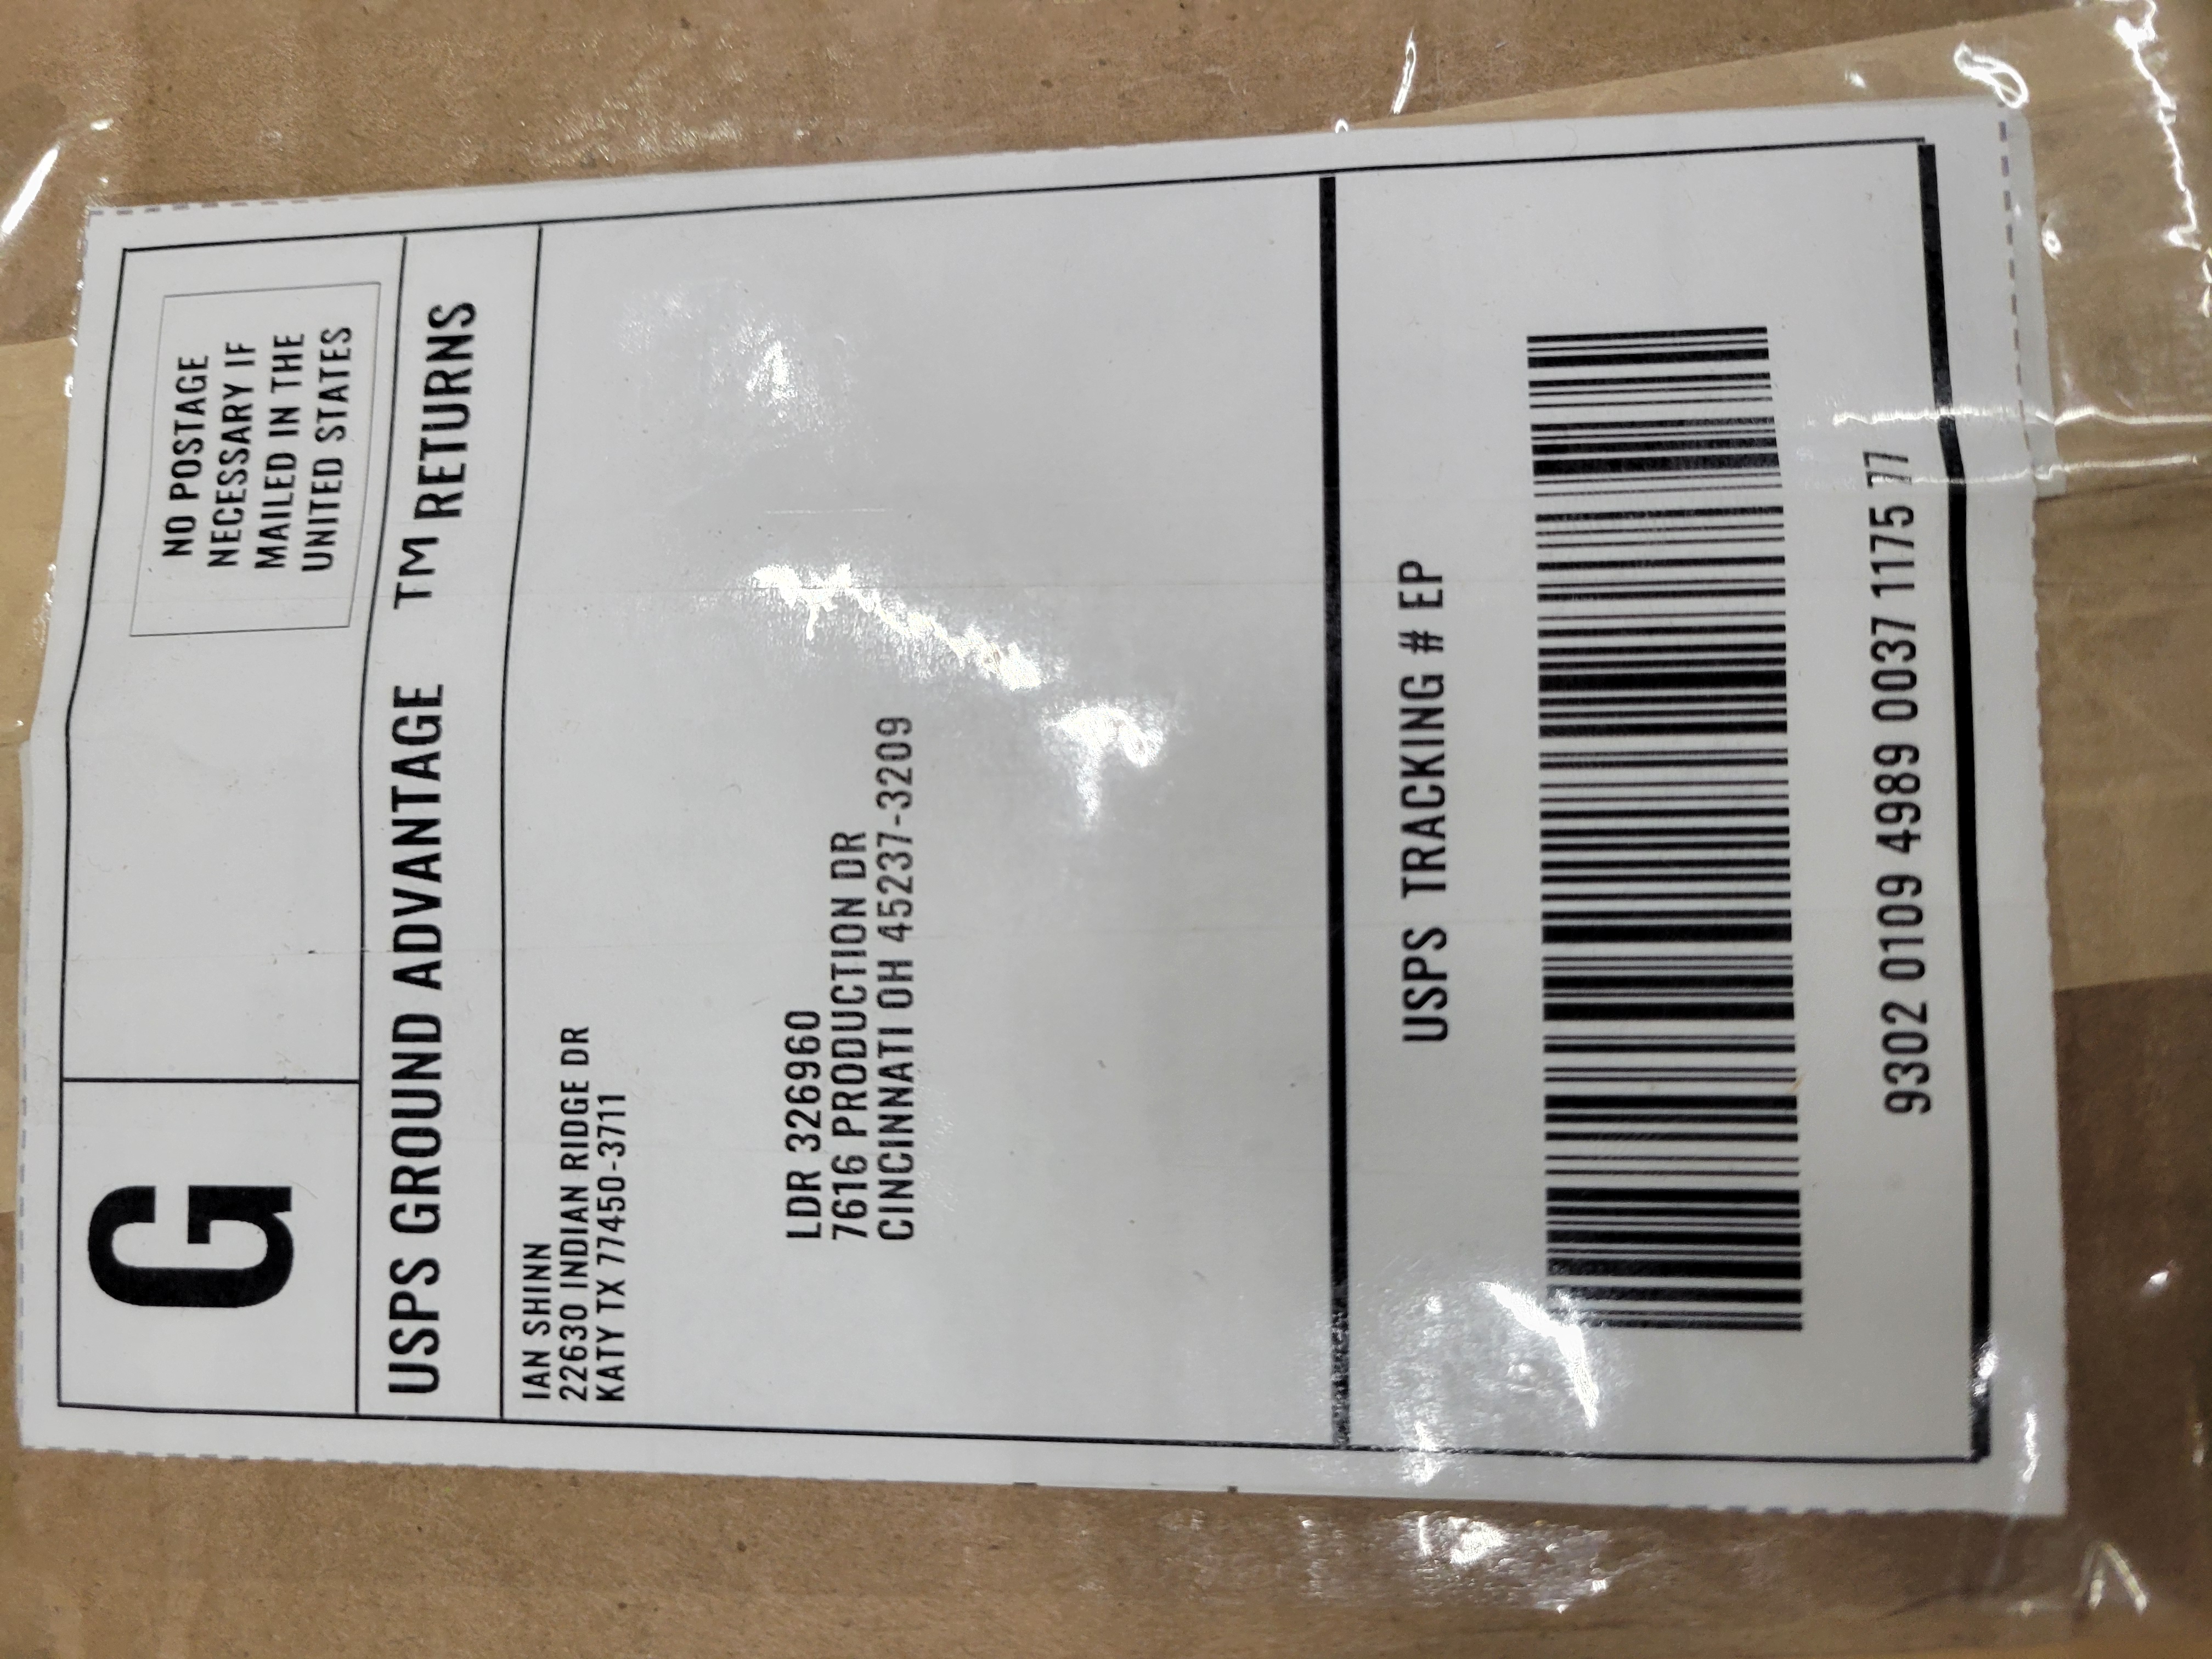 G
NO POSTAGE
NECESSARY IF
MAILED IN THE
UNITED STATES
USPS GROUND ADVANTAGE TM RETURNS
IAN SHINN
22630 INDIAN RIDGE DR
KATY TX 77450-3711
LDR 326960
7616 PRODUCTION DR
CINCINNATI OH 45237-3209
USPS TRACKING # EP
9302 0109 4989 0037 1175 77